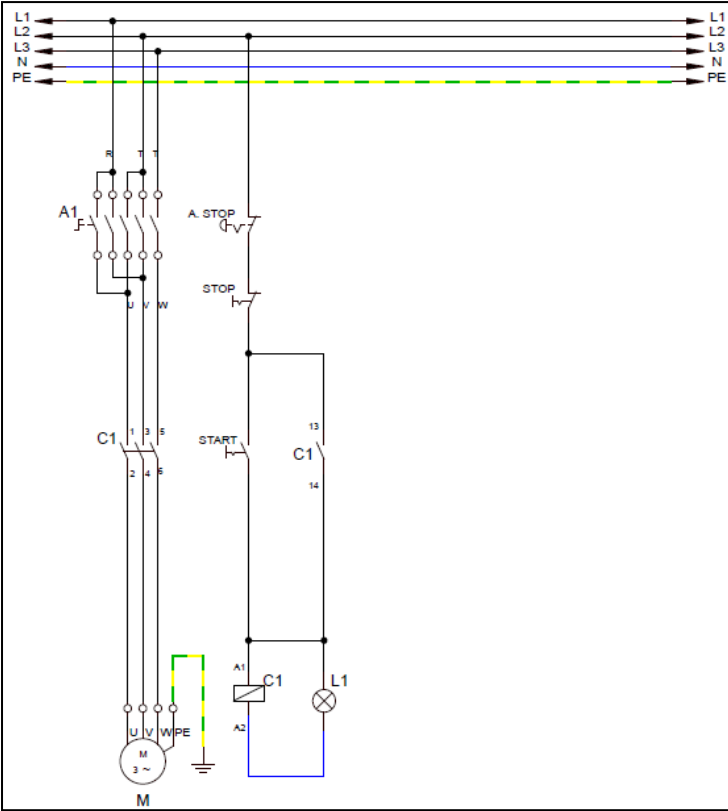 L1 L1
L2 L2
L3 L3
N N
PE PE
R T T
A1 A. STOP
STOP
U V W
13
1 3 5
C1 START C1
2 4 6
14
A1 C1 L1
A2
U V W PE
M
3 ~
M